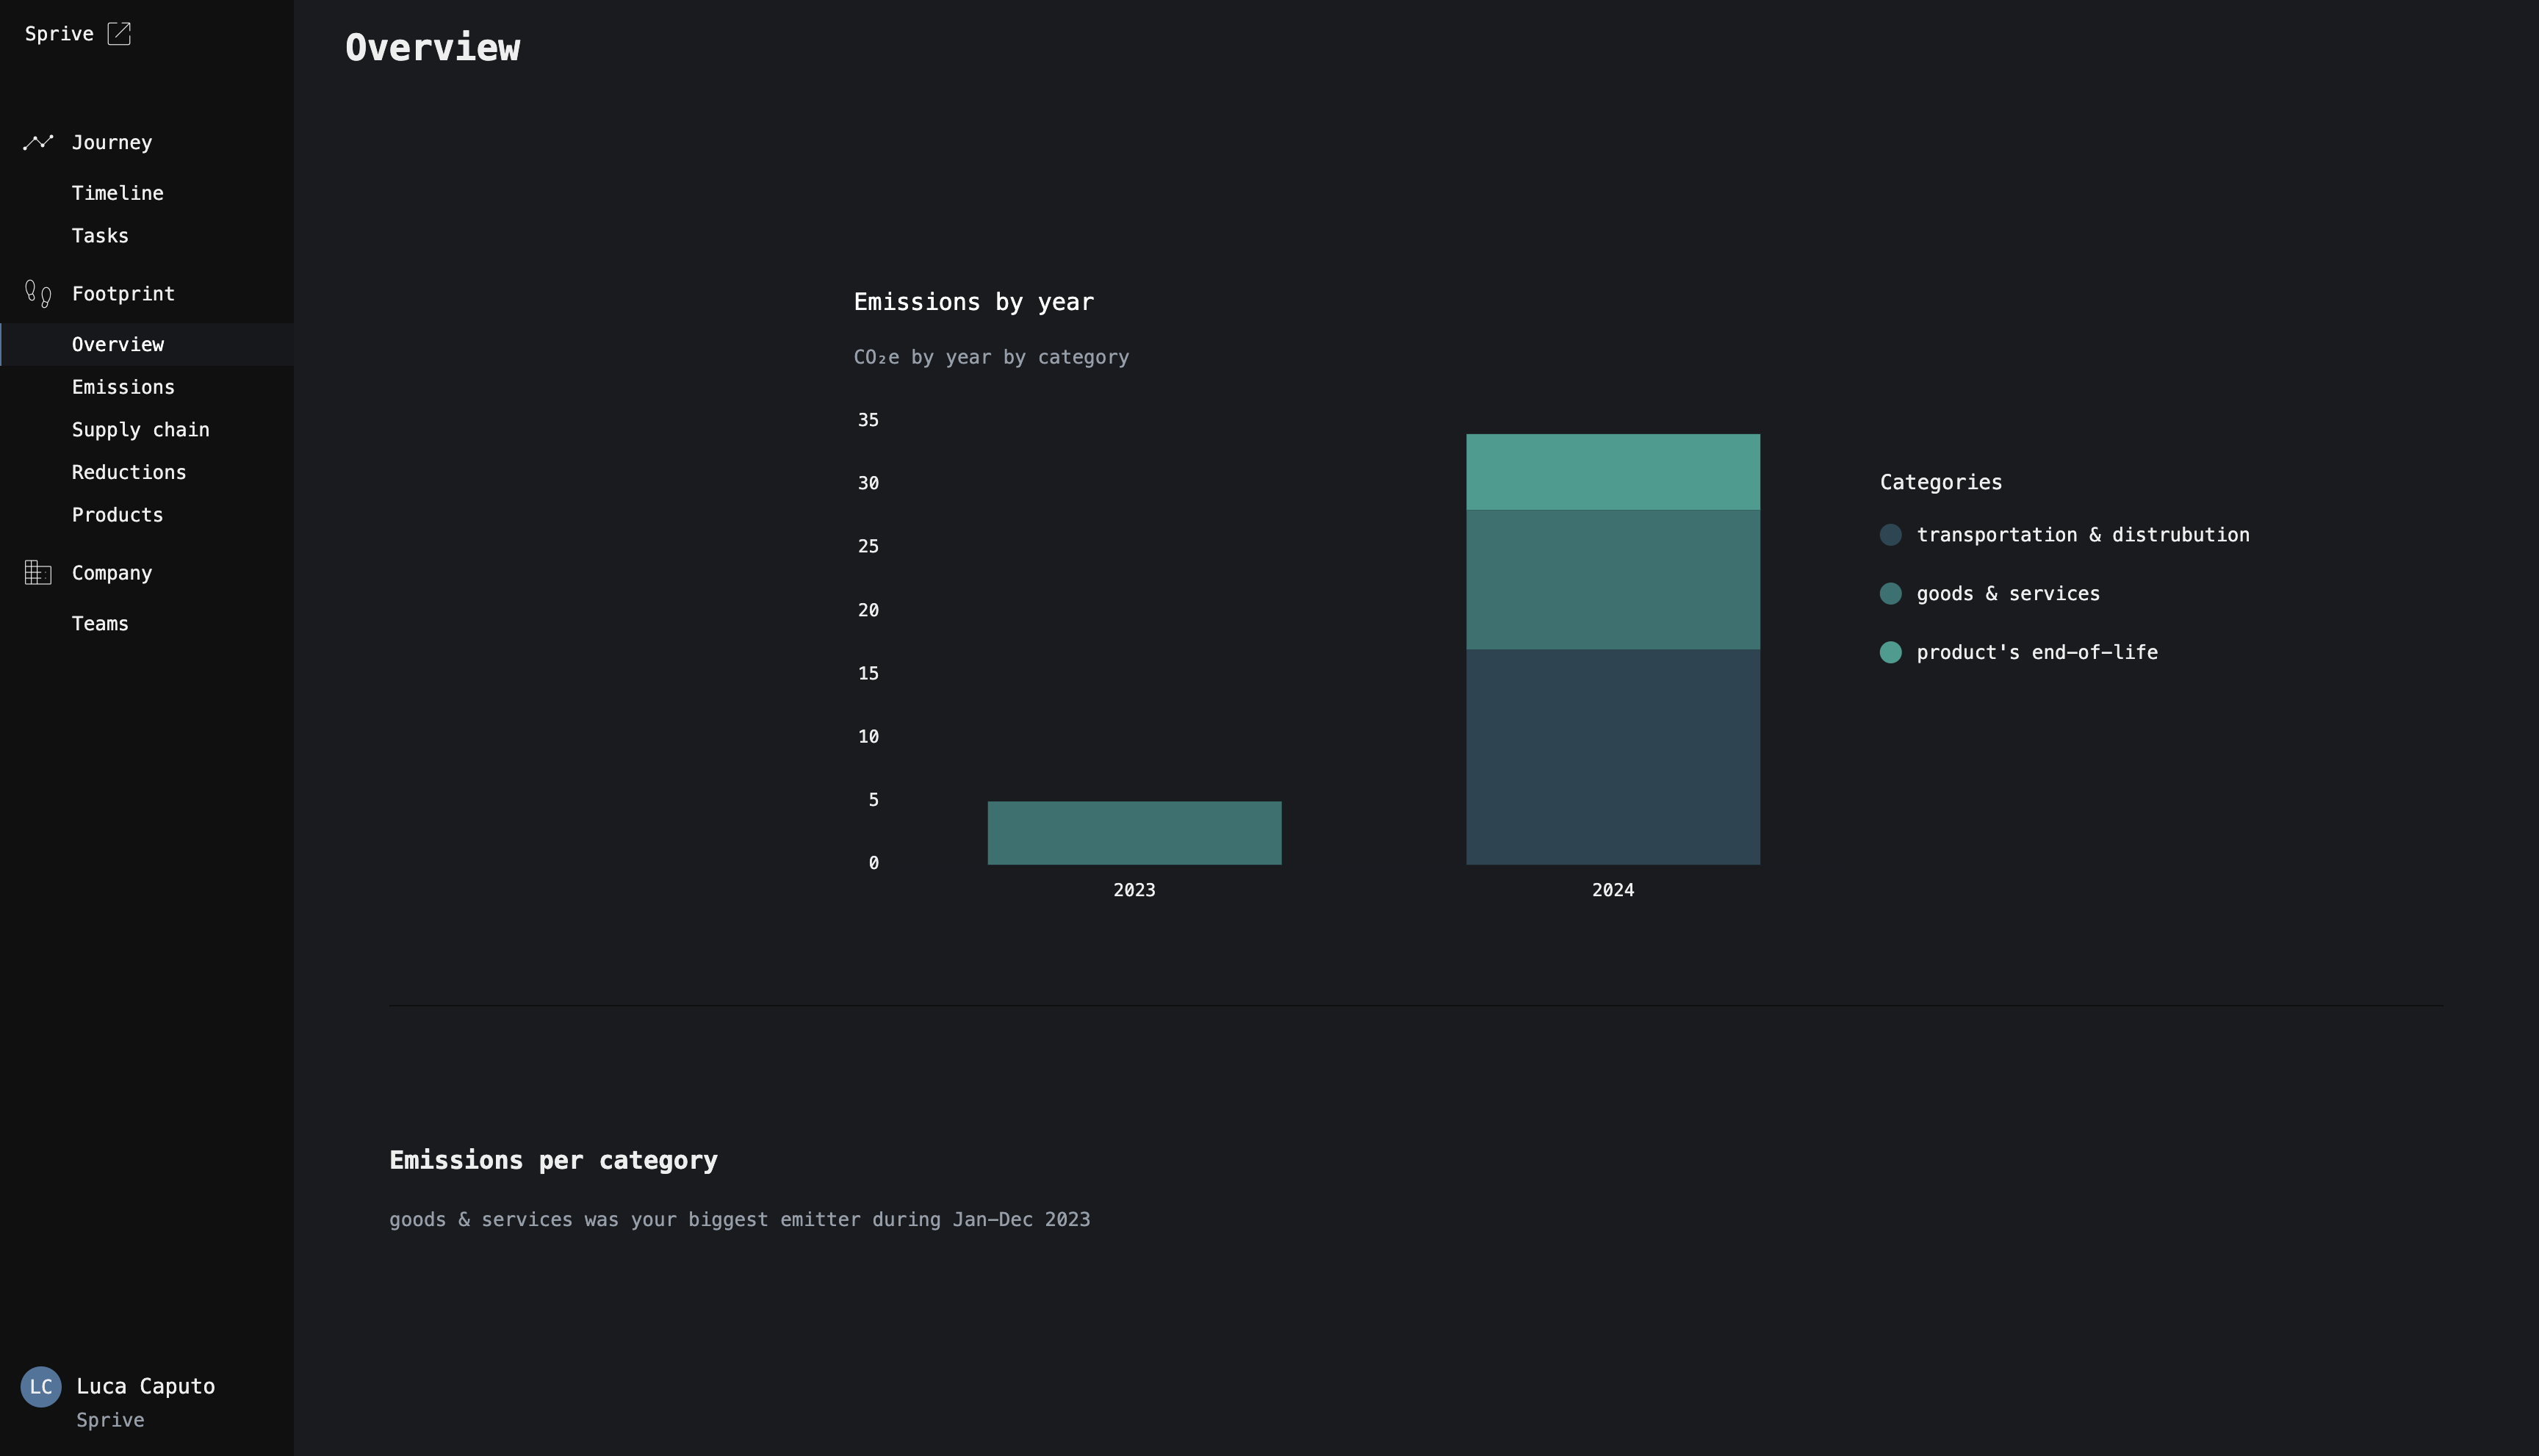 Sprive
Journey
Timeline
Tasks
Footprint
Overview
Emissions
Supply chain
Reductions
Products
Company
Teams
LC
Luca Caputo
Sprive
Overview
Emissions by year
CO₂e by year by category
35
30
25
20
15
10
5
0
2023
2024
Categories
transportation & distrubution
goods & services
product's end-of-life
Emissions per category
goods & services was your biggest emitter during Jan-Dec 2023